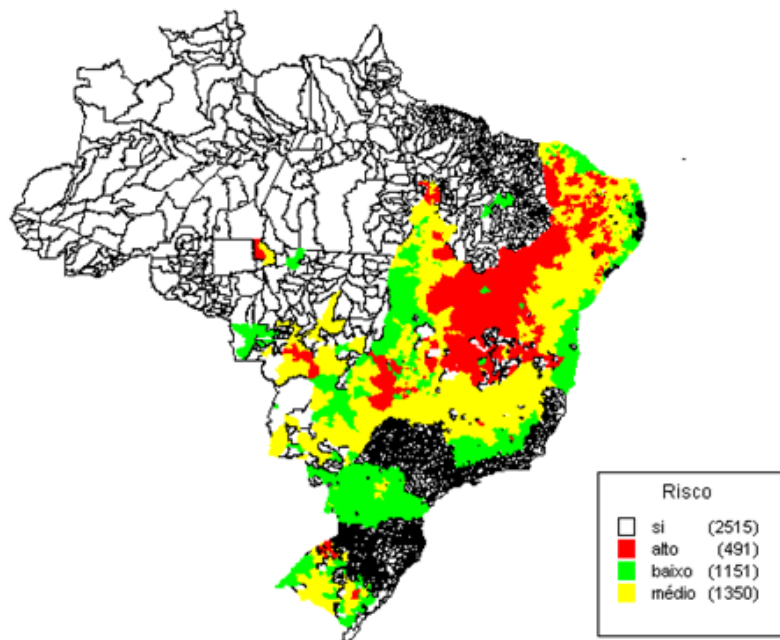 Risco
si (2515)
alto (491)
baixo (1151)
médio (1350)